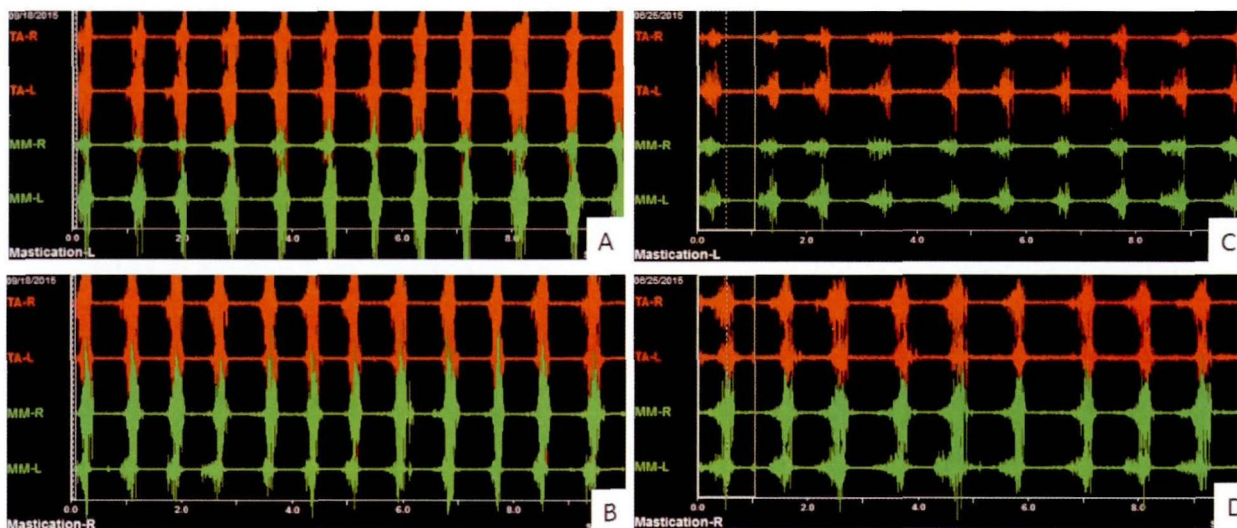 09/18/2015
TA-R
TA-L
MM-R
MM-L
0.0 2.0 4.0 6.0 8.0
Mastication-L
A
06/25/2015
TA-R
TA-L
MM-R
MM-L
0.0 2.0 4.0 6.0 8.0
Mastication-L
C
09/18/2015
TA-R
TA-L
MM-R
MM-L
0.0 2.0 4.0 6.0 8.0
Mastication-R
B
06/25/2015
TA-R
TA-L
MM-R
MM-L
0.0 2.0 4.0 6.0 8.0
Mastication-R
D